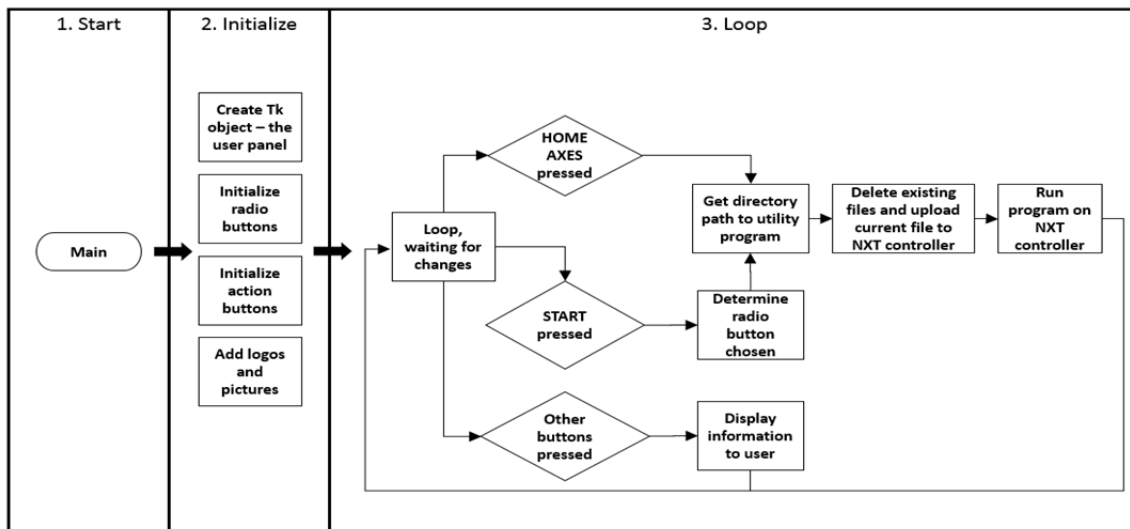 1. Start
2. Initialize
3. Loop
Main
Create Tk
object – the
user panel
Initialize
radio
buttons
Initialize
action
buttons
Add logos
and
pictures
Loop,
waiting for
changes
HOME
AXES
pressed
START
pressed
Other
buttons
pressed
Get directory
path to utility
program
Determine
radio
button
chosen
Display
information
to user
Delete existing
files and upload
current file to
NXT controller
Run
program on
NXT
controller